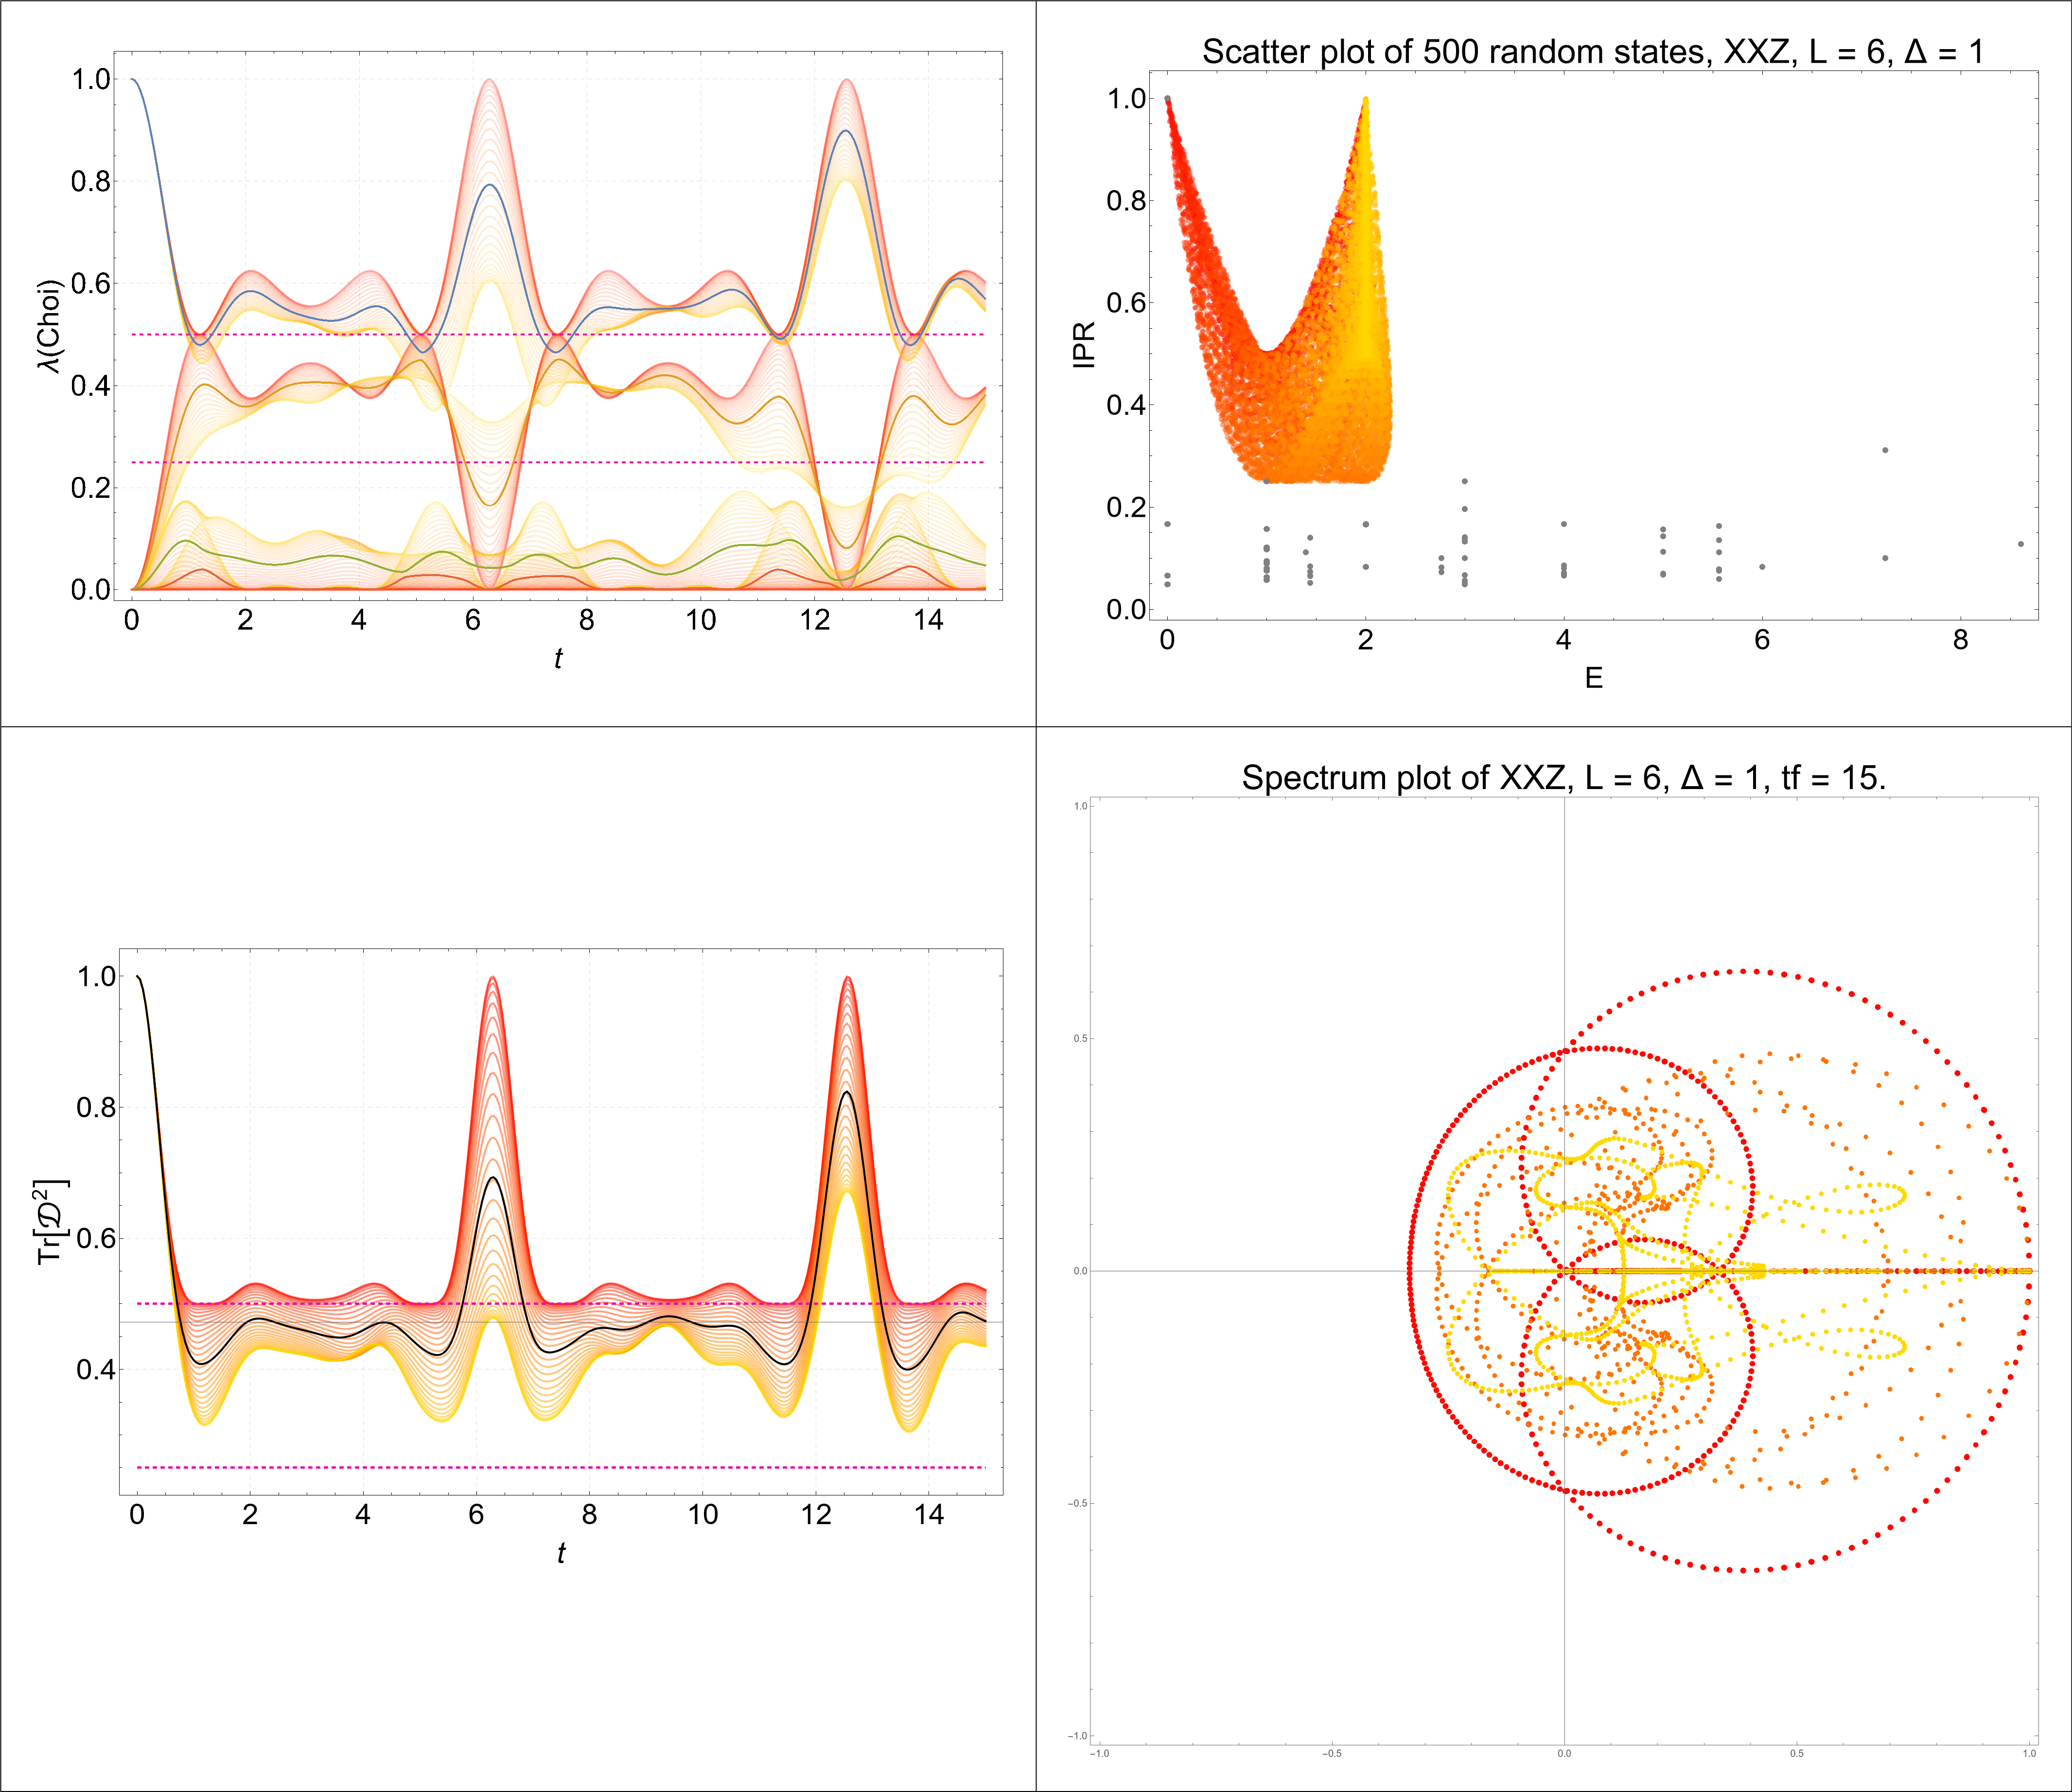 1.0
0.8
0.6
0.4
0.2
0.0
λ(Choi)
0 2 4 6 8 10 12 14
t
Scatter plot of 500 random states, XXZ, L = 6, Δ = 1
1.0
0.8
0.6
0.4
0.2
0.0
IPR
0 2 4 6 8
E
1.0
0.8
0.6
0.4
Tr[𝒟²]
0 2 4 6 8 10 12 14
t
Spectrum plot of XXZ, L = 6, Δ = 1, tf = 15.
1.0
0.5
0.0
−0.5
−1.0
−1.0 −0.5 0.0 0.5 1.0